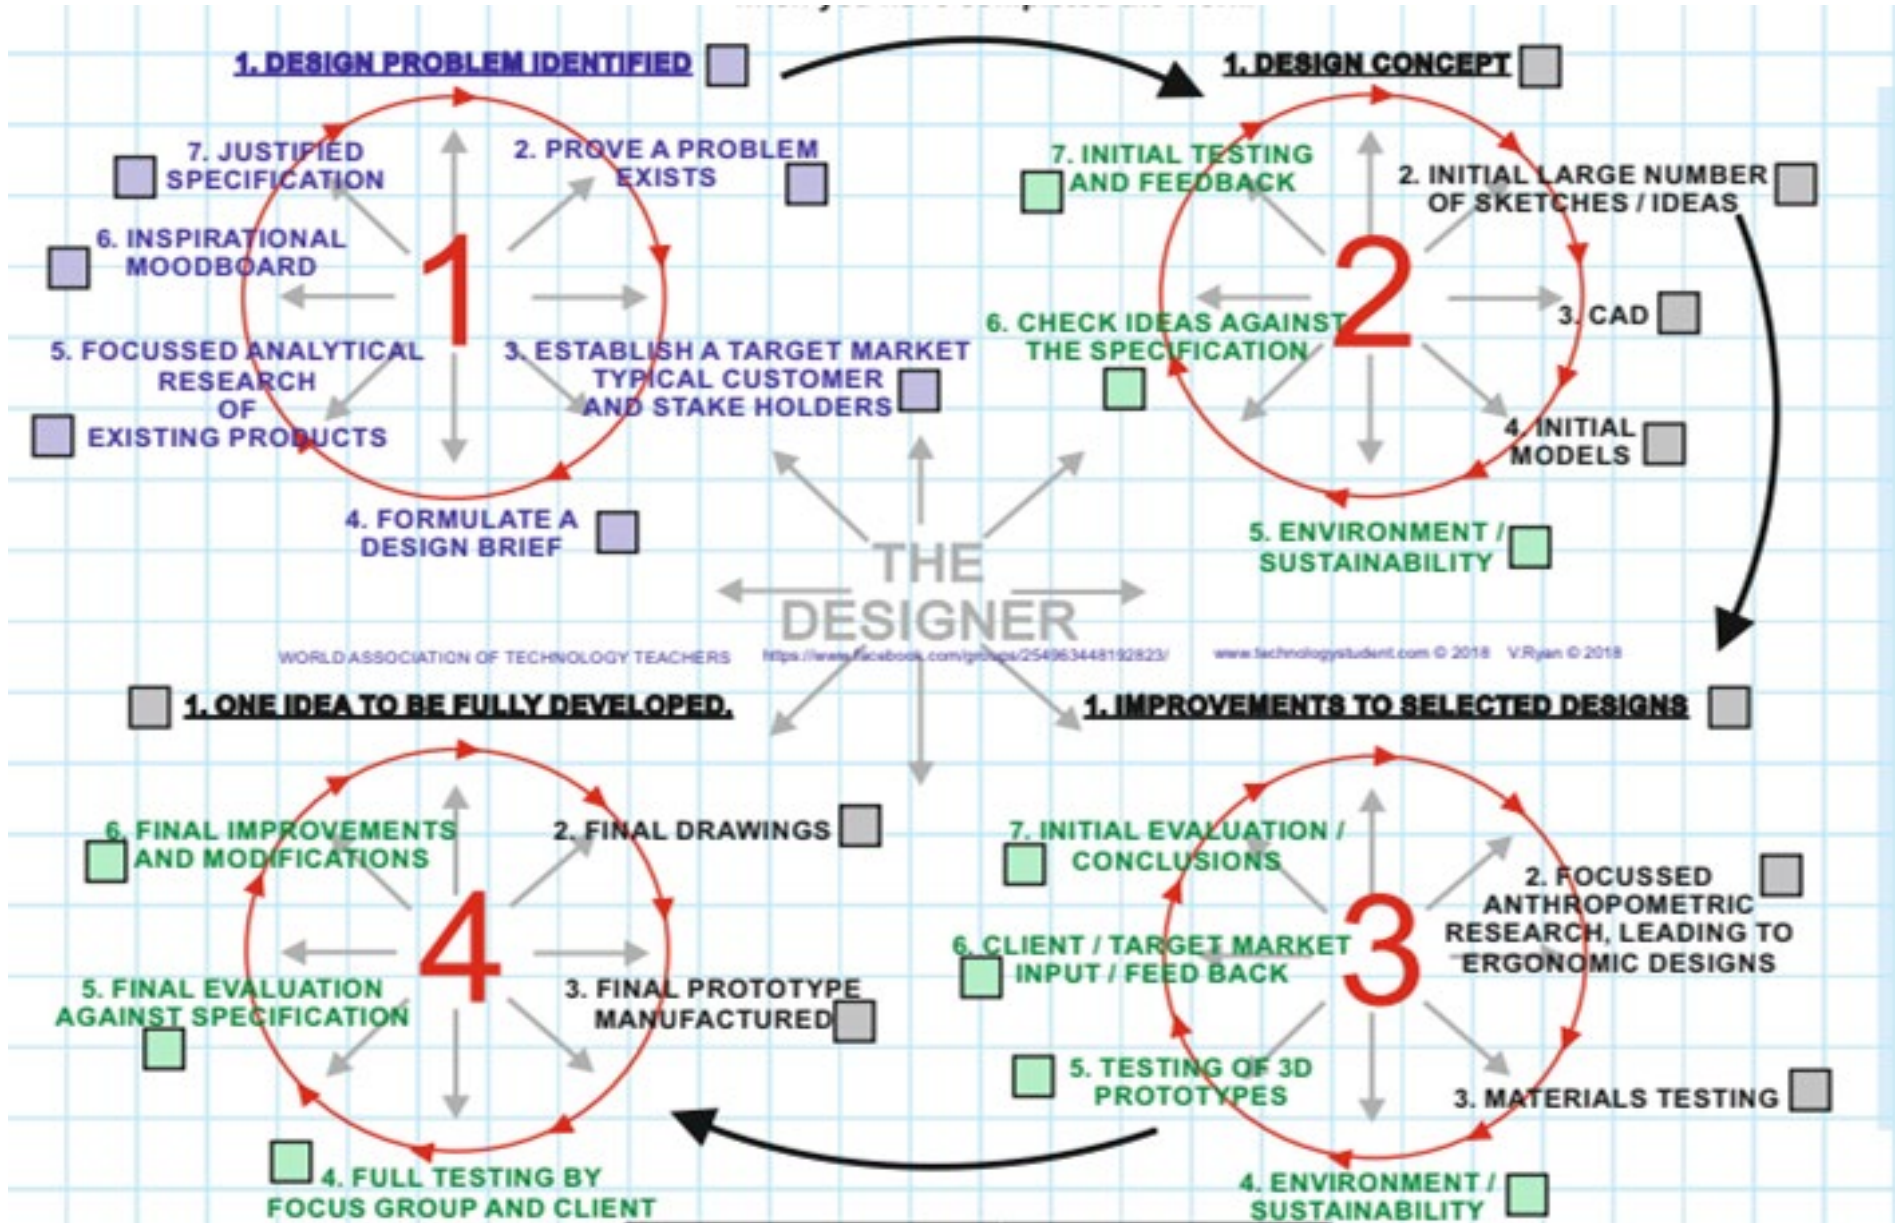 1. DESIGN PROBLEM IDENTIFIED
1
2. PROVE A PROBLEM
EXISTS
3. ESTABLISH A TARGET MARKET
TYPICAL CUSTOMER
AND STAKE HOLDERS
4. FORMULATE A
DESIGN BRIEF
5. FOCUSSED ANALYTICAL
RESEARCH
OF
EXISTING PRODUCTS
6. INSPIRATIONAL
MOODBOARD
7. JUSTIFIED
SPECIFICATION
1. DESIGN CONCEPT
2
2. INITIAL LARGE NUMBER
OF SKETCHES / IDEAS
3. CAD
4. INITIAL
MODELS
5. ENVIRONMENT /
SUSTAINABILITY
6. CHECK IDEAS AGAINST
THE SPECIFICATION
7. INITIAL TESTING
AND FEEDBACK
THE
DESIGNER
WORLD ASSOCIATION OF TECHNOLOGY TEACHERS https://www.facebook.com/groups/254963448192823/ www.technologystudent.com © 2018 V.Ryan © 2018
1. IMPROVEMENTS TO SELECTED DESIGNS
3
2. FOCUSSED
ANTHROPOMETRIC
RESEARCH, LEADING TO
ERGONOMIC DESIGNS
3. MATERIALS TESTING
4. ENVIRONMENT /
SUSTAINABILITY
5. TESTING OF 3D
PROTOTYPES
6. CLIENT / TARGET MARKET
INPUT / FEED BACK
7. INITIAL EVALUATION /
CONCLUSIONS
1. ONE IDEA TO BE FULLY DEVELOPED.
4
2. FINAL DRAWINGS
3. FINAL PROTOTYPE
MANUFACTURED
4. FULL TESTING BY
FOCUS GROUP AND CLIENT
5. FINAL EVALUATION
AGAINST SPECIFICATION
6. FINAL IMPROVEMENTS
AND MODIFICATIONS